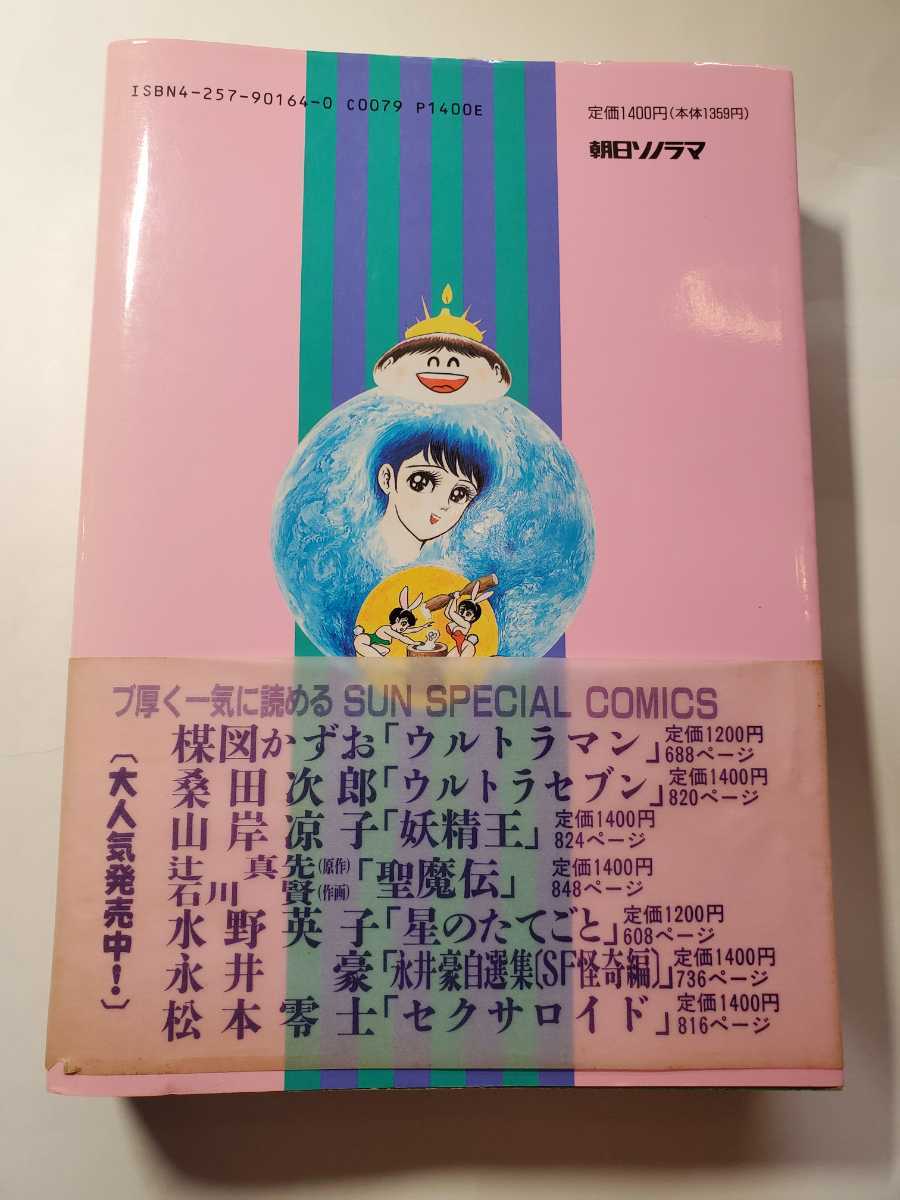 ISBN4-257-90164-0 C0079 P1400E
定価1400円(本体1359円)
朝日ソノラマ
ブ厚く一気に読める SUN SPECIAL COMICS
〔大人気発売中!〕
楳図かずお「ウルトラマン」定価1200円 688ページ
桑田次郎「ウルトラセブン」定価1400円 820ページ
山岸凉子「妖精王」定価1400円 824ページ
辻真先(原作)石川賢(作画)「聖魔伝」定価1400円 848ページ
水野英子「星のたてごと」定価1200円 608ページ
永井豪「永井豪自選集〔SF怪奇編〕」定価1400円 736ページ
松本零士「セクサロイド」定価1400円 816ページ